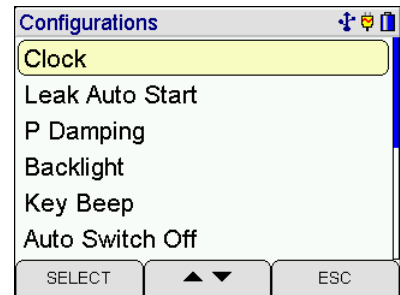 Configurations
Clock
Leak Auto Start
P Damping
Backlight
Key Beep
Auto Switch Off
SELECT ESC